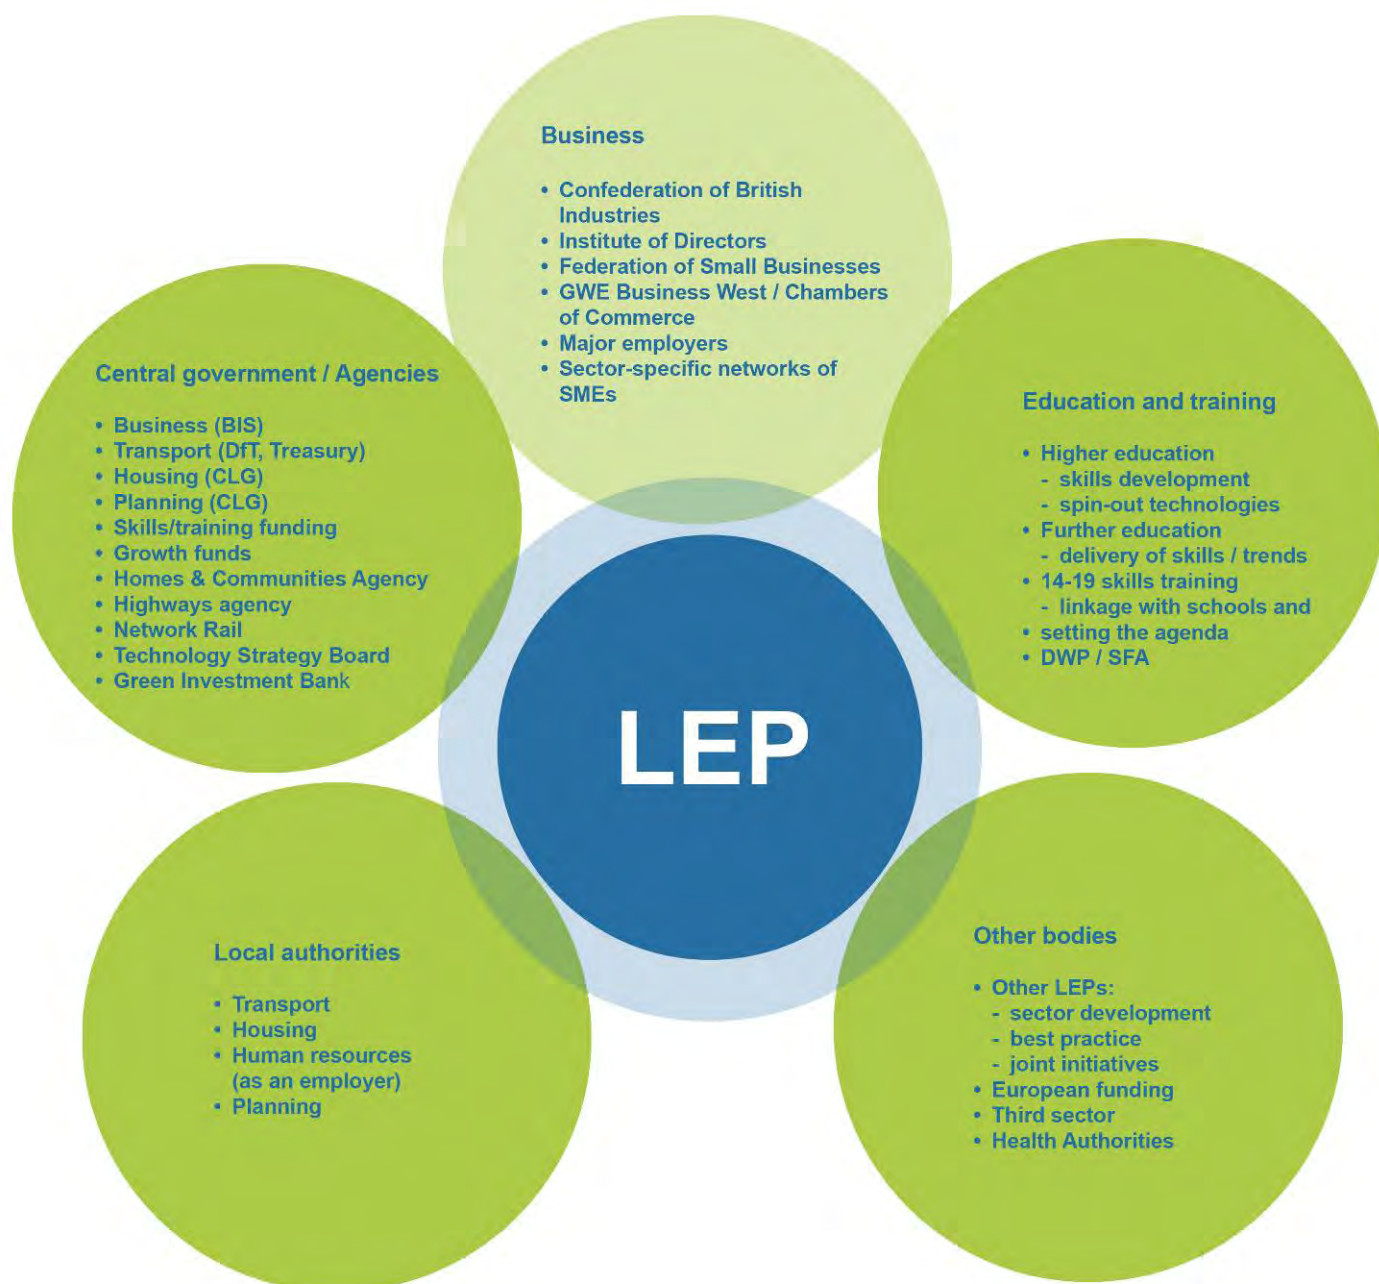 Business
• Confederation of British
Industries
• Institute of Directors
• Federation of Small Businesses
• GWE Business West / Chambers
of Commerce
• Major employers
• Sector-specific networks of
SMEs
Central government / Agencies
• Business (BIS)
• Transport (DfT, Treasury)
• Housing (CLG)
• Planning (CLG)
• Skills/training funding
• Growth funds
• Homes & Communities Agency
• Highways agency
• Network Rail
• Technology Strategy Board
• Green Investment Bank
Education and training
• Higher education
- skills development
- spin-out technologies
• Further education
- delivery of skills / trends
• 14-19 skills training
- linkage with schools and
• setting the agenda
• DWP / SFA
LEP
Local authorities
• Transport
• Housing
• Human resources
(as an employer)
• Planning
Other bodies
• Other LEPs:
- sector development
- best practice
- joint initiatives
• European funding
• Third sector
• Health Authorities